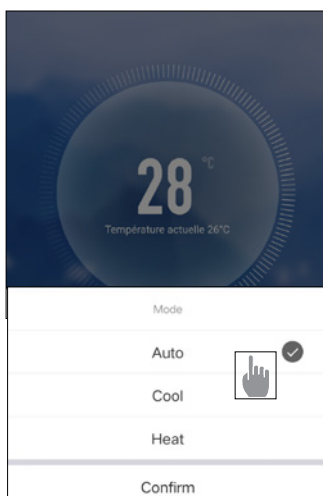 28 °C
Température actuelle 26°C
Mode
Auto
Cool
Heat
Confirm